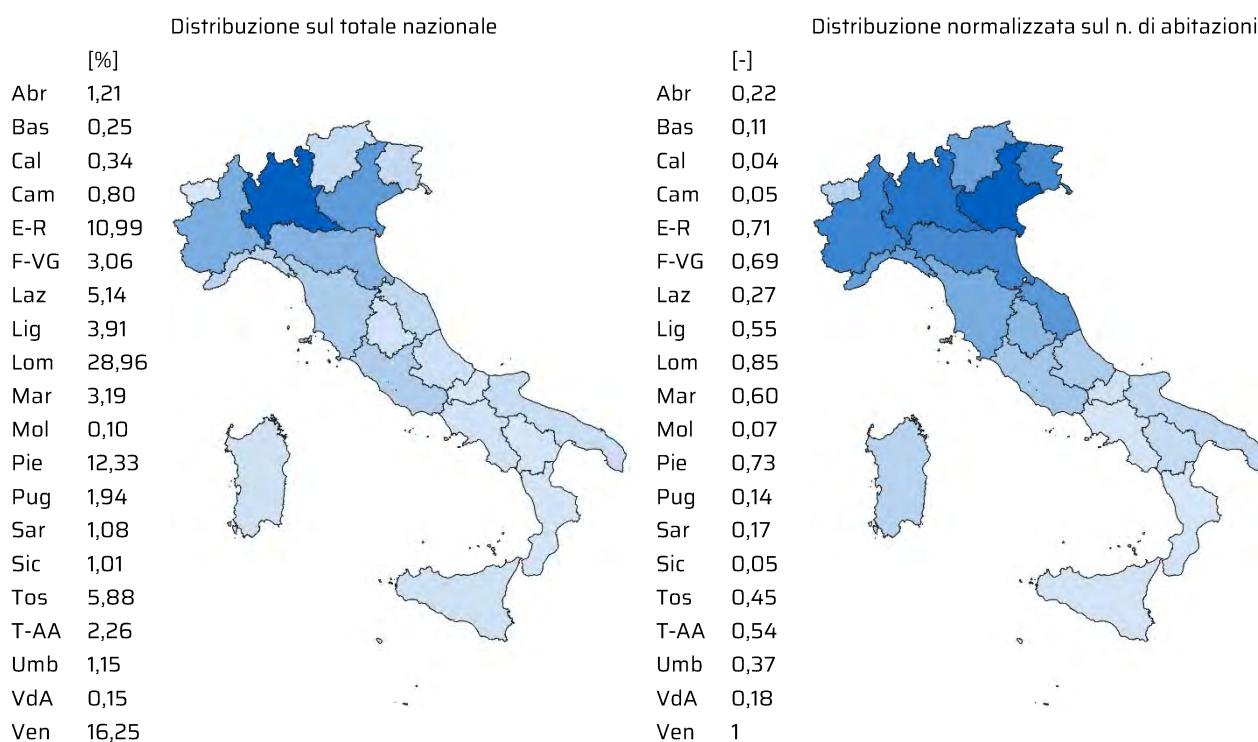 Distribuzione sul totale nazionale
[%]
Abr 1,21
Bas 0,25
Cal 0,34
Cam 0,80
E-R 10,99
F-VG 3,06
Laz 5,14
Lig 3,91
Lom 28,96
Mar 3,19
Mol 0,10
Pie 12,33
Pug 1,94
Sar 1,08
Sic 1,01
Tos 5,88
T-AA 2,26
Umb 1,15
VdA 0,15
Ven 16,25
Distribuzione normalizzata sul n. di abitazioni
[-]
Abr 0,22
Bas 0,11
Cal 0,04
Cam 0,05
E-R 0,71
F-VG 0,69
Laz 0,27
Lig 0,55
Lom 0,85
Mar 0,60
Mol 0,07
Pie 0,73
Pug 0,14
Sar 0,17
Sic 0,05
Tos 0,45
T-AA 0,54
Umb 0,37
VdA 0,18
Ven 1